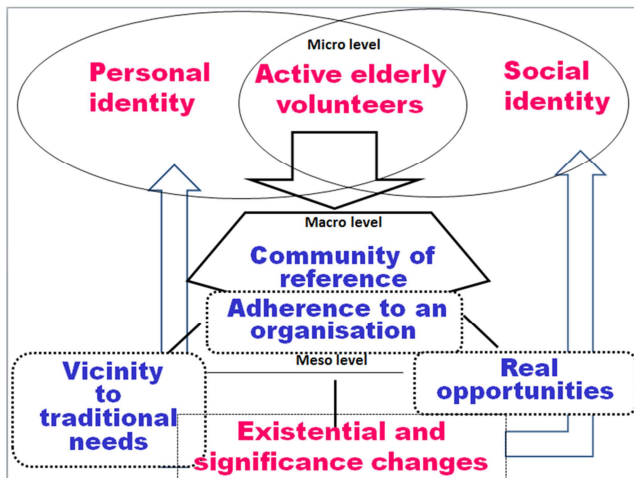 Micro level
Personal
identity
Active elderly
volunteers
Social
identity
Macro level
Community of
reference
Adherence to an
organisation
Meso level
Vicinity
to
traditional
needs
Real
opportunities
Existential and
significance changes